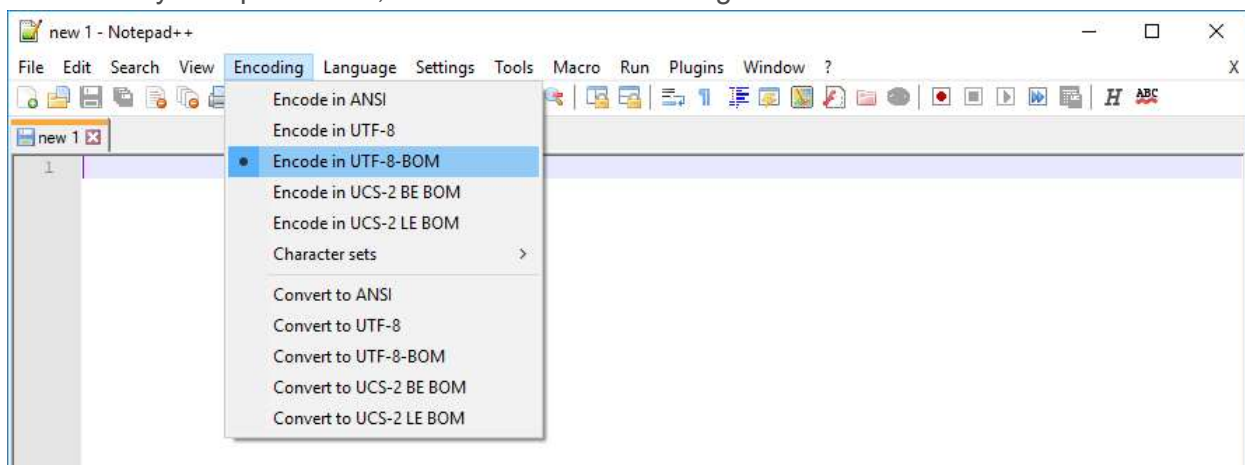 new 1 - Notepad++
File Edit Search View Encoding Language Settings Tools Macro Run Plugins Window ? X
new 1
1
Encode in ANSI
Encode in UTF-8
Encode in UTF-8-BOM
Encode in UCS-2 BE BOM
Encode in UCS-2 LE BOM
Character sets
Convert to ANSI
Convert to UTF-8
Convert to UTF-8-BOM
Convert to UCS-2 BE BOM
Convert to UCS-2 LE BOM
H ABC